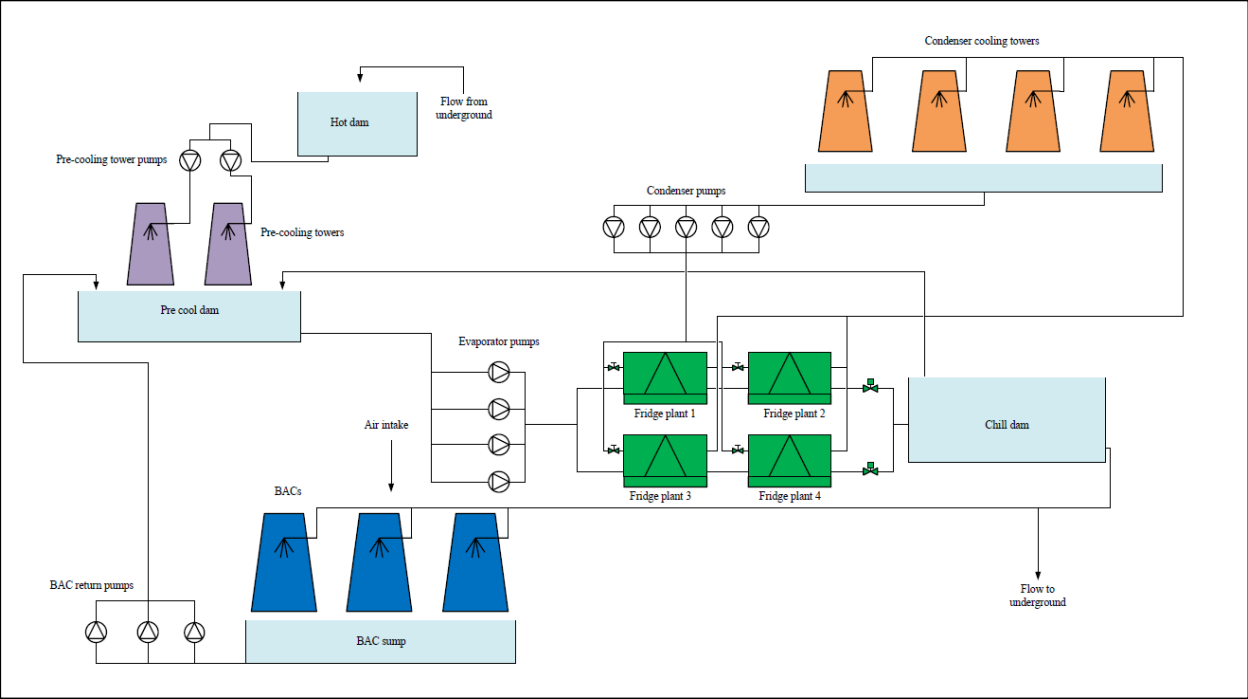 Condenser cooling towers
Flow from
underground
Hot dam
Pre-cooling tower pumps
Condenser pumps
Pre-cooling towers
Pre cool dam
Evaporator pumps
Fridge plant 1
Fridge plant 2
Air intake
Chill dam
BACs
Fridge plant 3
Fridge plant 4
BAC return pumps
Flow to
underground
BAC sump